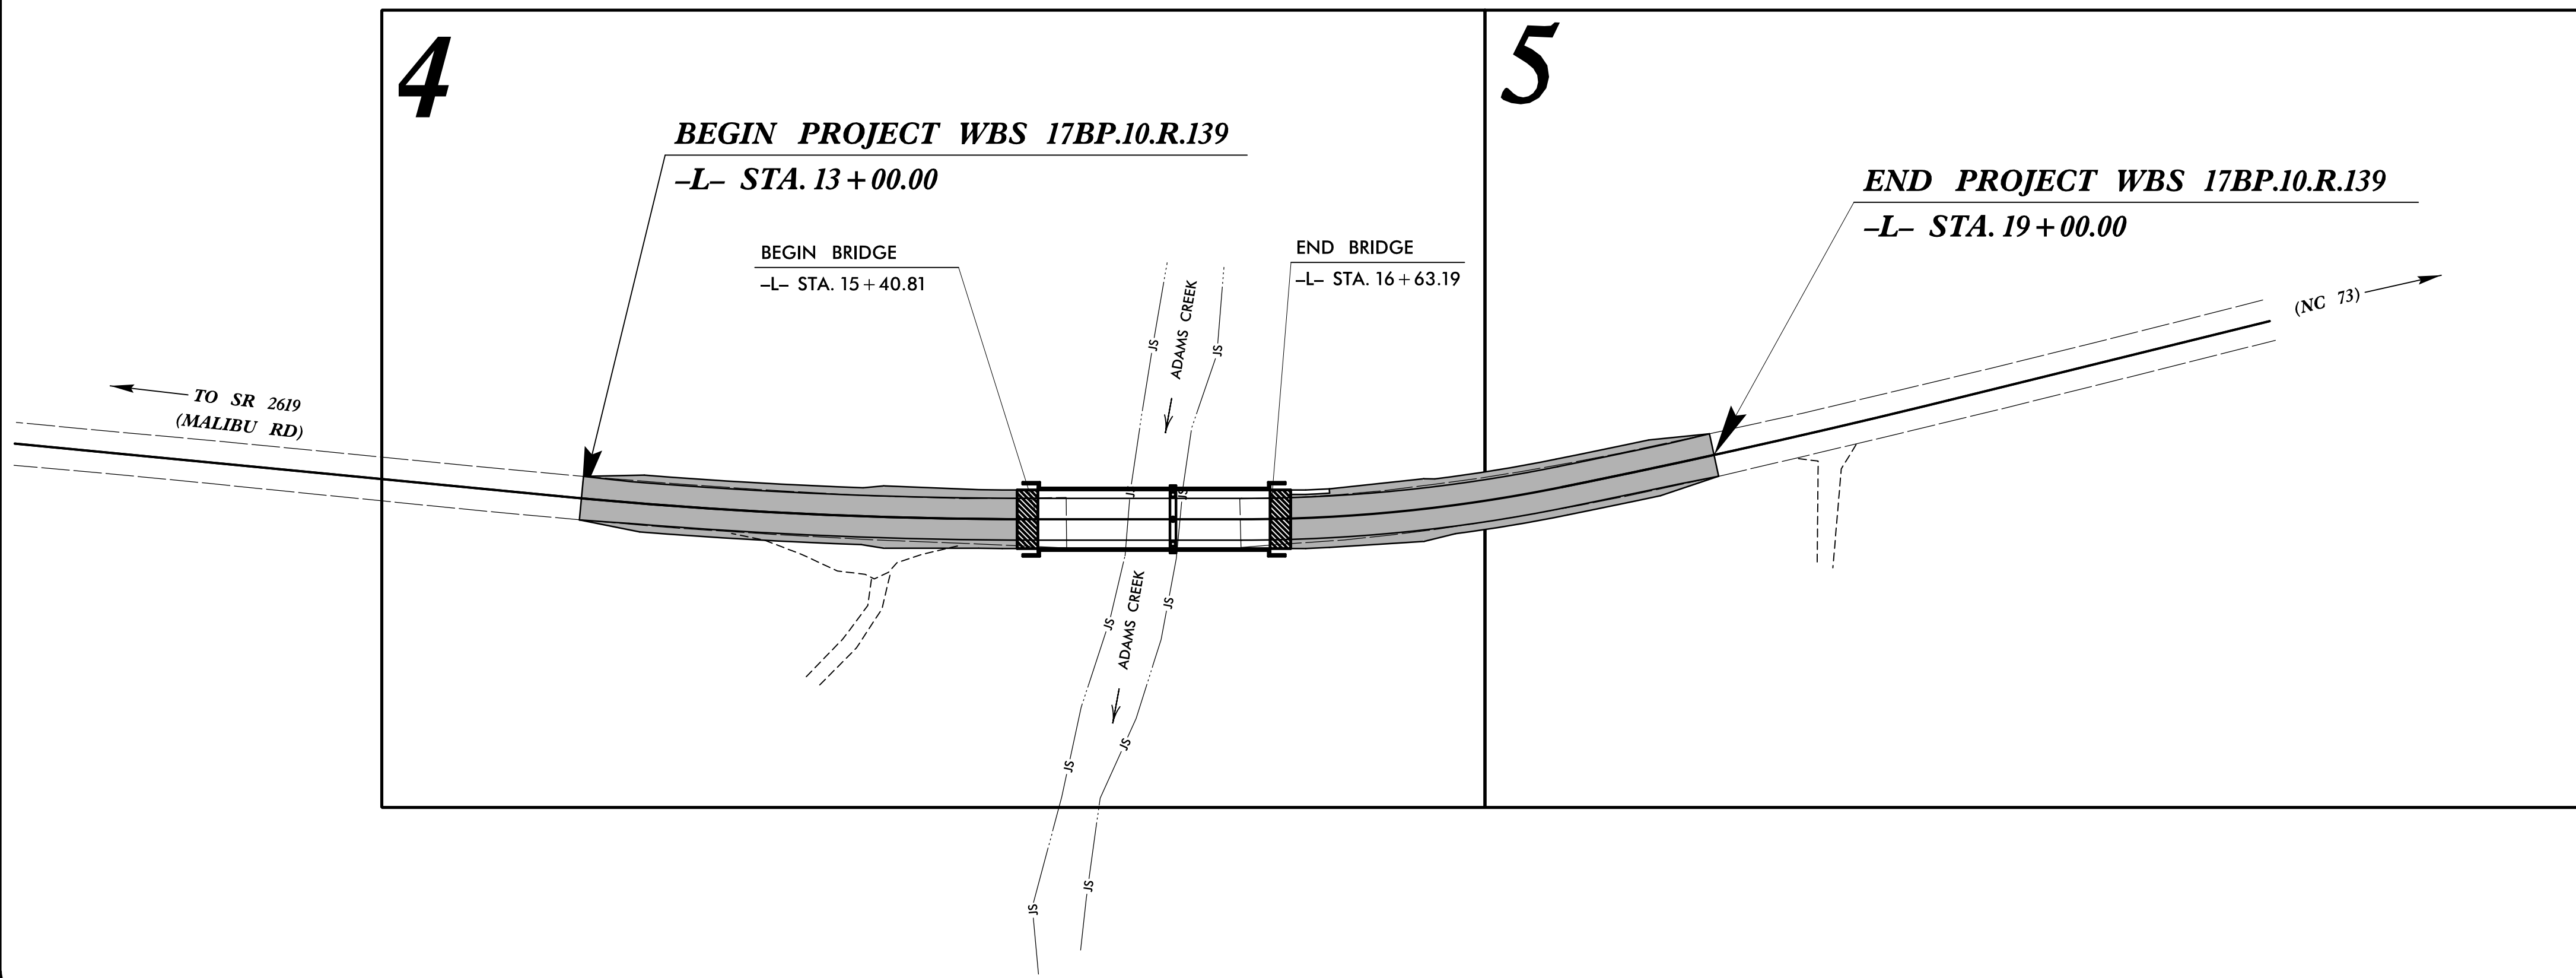 4
5
BEGIN PROJECT WBS 17BP.10.R.139
–L– STA. 13+00.00
END PROJECT WBS 17BP.10.R.139
–L– STA. 19+00.00
BEGIN BRIDGE
–L– STA. 15+40.81
END BRIDGE
–L– STA. 16+63.19
ADAMS CREEK
JS
JS
(NC 73)
TO SR 2619
(MALIBU RD)
JS
JS
ADAMS CREEK
JS
JS
JS
JS
JS
JS